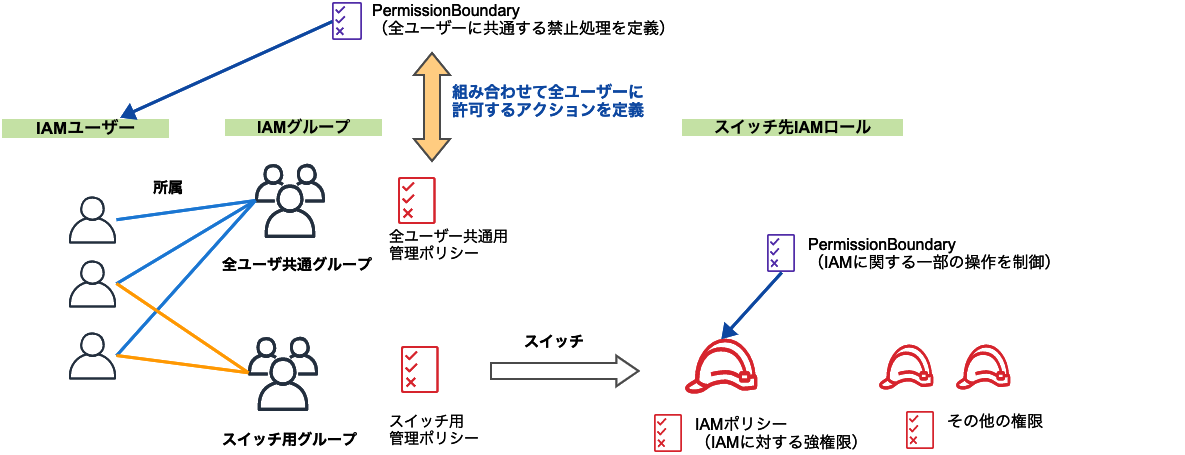 PermissionBoundary
（全ユーザーに共通する禁止処理を定義）
組み合わせて全ユーザーに
許可するアクションを定義
IAMユーザー
IAMグループ
スイッチ先IAMロール
所属
全ユーザー共通用
管理ポリシー
全ユーザ共通グループ
PermissionBoundary
（IAMに関する一部の操作を制御）
スイッチ
スイッチ用
管理ポリシー
スイッチ用グループ
IAMポリシー
（IAMに対する強権限）
その他の権限